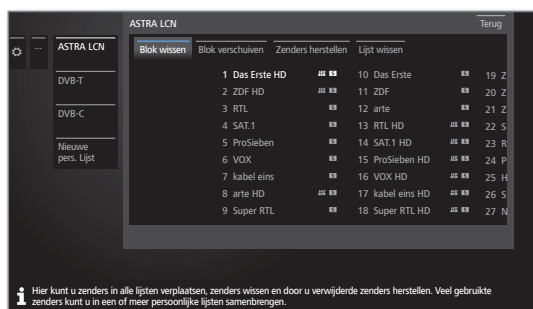 ASTRA LCN
Terug
...
ASTRA LCN
DVB-T
DVB-C
Nieuwe
pers. Lijst
Blok wissen Blok verschuiven Zenders herstellen Lijst wissen
1 Das Erste HD 10 Das Erste 19 Z
2 ZDF HD 11 ZDF 20 Z
3 RTL 12 arte 21 Z
4 SAT.1 13 RTL HD 22 S
5 ProSieben 14 SAT.1 HD 23 R
6 VOX 15 ProSieben HD 24 P
7 kabel eins 16 VOX HD 25 H
8 arte HD 17 kabel eins HD 26 S
9 Super RTL 18 Super RTL HD 27 N
Hier kunt u zenders in alle lijsten verplaatsen, zenders wissen en door u verwijderde zenders herstellen. Veel gebruikte
zenders kunt u in een of meer persoonlijke lijsten samenbrengen.